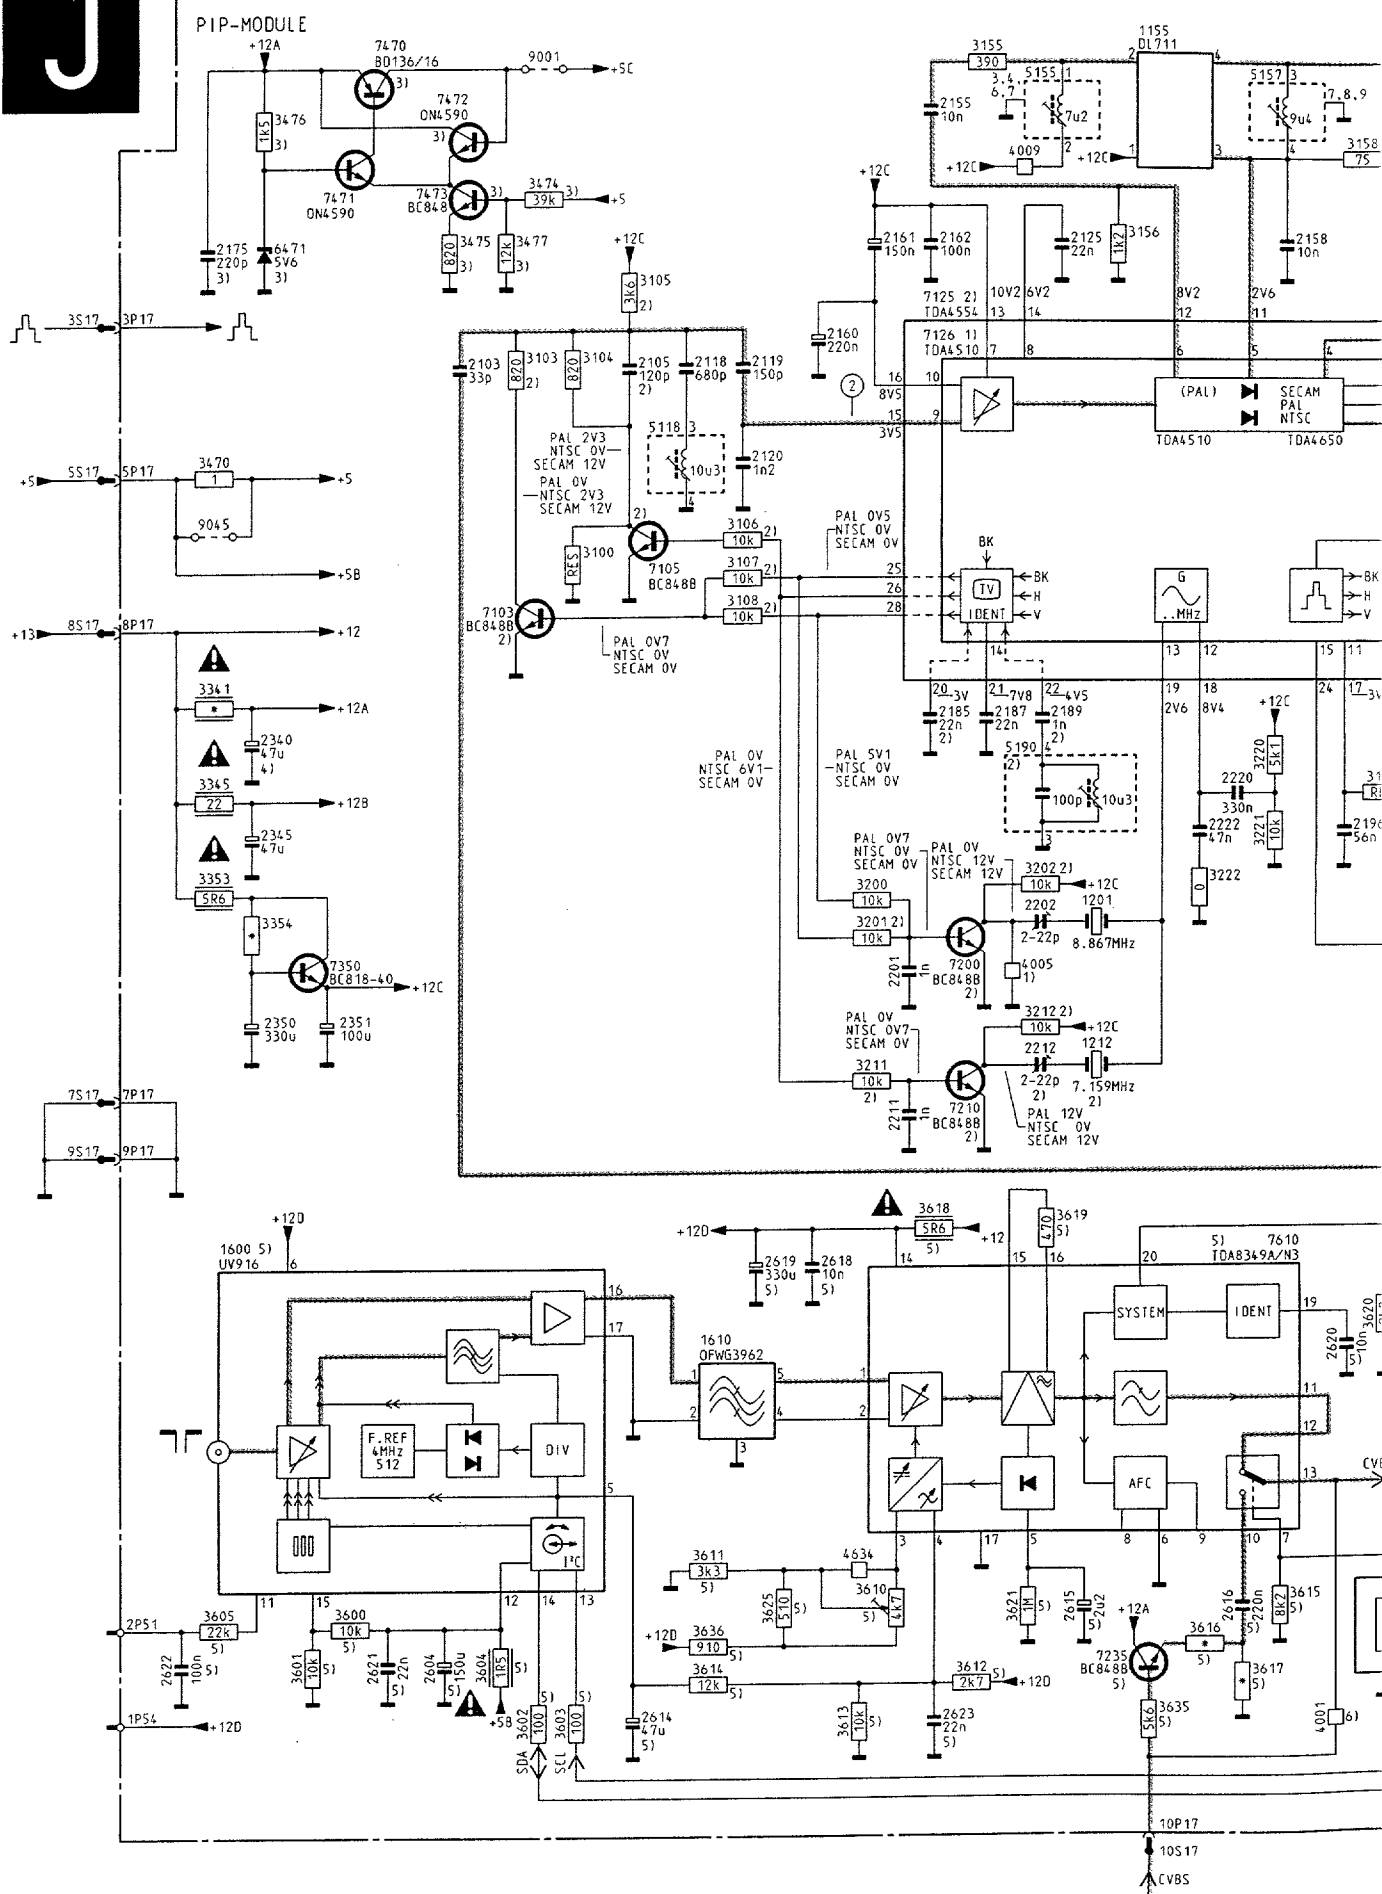 J
PIP-MODULE
+12A
7470
BD136/16
3)
9001
+5C
7472
ON4590
3)
3476
1k5
3)
7471
ON4590
7473
BC848
3)
3474
39k
3)
+5
2175
220p
3)
6471
5V6
3)
3475
820
3)
3477
12k
3)
3155
390
1155
DL711
2
4
1
3
3,4,
6,7
5155
1
7u2
2
2155
10n
4009
+12C
+12C
5157
3
9u4
4
7,8,9
3158
75
+12C
2161
150n
2162
100n
2125
22n
3156
1k2
2158
10n
+12C
3105
3k6
2)
7125 2)
TDA4554
10V2
13
6V2
14
8V2
12
2V6
11
7126 1)
TDA4510
7
8
6
5
4
3S17
3P17
2160
220n
2103
33p
3103
820
2)
3104
820
2105
120p
2)
2118
680p
2119
150p
2
16
8V5
10
15
3V5
9
(PAL)
SECAM
PAL
NTSC
TDA4510
TDA4650
PAL 2V3
NTSC 0V
SECAM 12V
5118
3
10u3
4
2120
1n2
+5
5S17
5P17
3470
1
+5
9045
+5B
PAL 0V
NTSC 2V3
SECAM 12V
2)
7105
BC848B
3100
RES
3106
10k
2)
3107
10k
2)
3108
10k
2)
PAL 0V5
NTSC 0V
SECAM 0V
25
26
28
BK
TV
IDENT
BK
H
V
G
..MHz
BK
H
V
+13
8S17
8P17
+12
7103
BC848B
2)
PAL 0V7
NTSC 0V
SECAM 0V
14
13
12
15
11
3341
*
+12A
2340
47u
4)
3345
22
+12B
2345
47u
3353
5R6
3354
*
7350
BC818-40
+12C
2350
330u
2351
100u
20
3V
21
7V8
22
4V5
19
2V6
18
8V4
24
17
2185
22n
2)
2187
22n
2189
1n
2)
5190
2)
4
100p
10u3
3
+12C
3220
5k1
2220
330n
3221
10k
2222
47n
3222
0
2196
56n
PAL 0V
NTSC 6V1
SECAM 0V
PAL 5V1
NTSC 0V
SECAM 0V
PAL 0V7
NTSC 0V
SECAM 0V
PAL 0V
NTSC 12V
SECAM 12V
3202 2)
10k
+12C
3200
10k
3201 2)
10k
2202
2-22p
1201
8.867MHz
7200
BC848B
2)
2201
1n
4005
1)
PAL 0V
NTSC 0V7
SECAM 0V
3212 2)
10k
+12C
2212
2-22p
2)
1212
7.159MHz
2)
3211
10k
2)
2211
1n
7210
BC848B
2)
PAL 12V
NTSC 0V
SECAM 12V
7S17
7P17
9S17
9P17
+12D
1600 5)
UV916
6
16
17
F.REF
4MHz
512
DIV
5
I²C
11
15
12
14
13
+12D
3618
5R6
5)
+12
2619
330u
5)
2618
10n
5)
14
15
16
3619
470
5)
20
5)
7610
TDA8349A/N3
1610
OFWG3962
1
2
5
4
3
1
2
SYSTEM
IDENT
19
2620
10n
5)
3620
11
12
13
AFC
3
4
17
5
8
6
9
10
7
2P51
3605
22k
5)
2622
100n
5)
3600
10k
5)
3601
10k
5)
2621
22n
5)
2604
150u
5)
3604
1R5
5)
+5B
3602
100
5)
3603
100
5)
SDA
SCL
1P54
+12D
3611
3k3
5)
4634
3610
4k7
5)
3625
510
5)
+12D
3636
910
5)
3614
12k
5)
2614
47u
5)
3613
10k
5)
3612
2k7
5)
+12D
2623
22n
5)
3621
1M
5)
2615
2u2
5)
2616
220n
5)
3615
8k2
5)
+12A
7235
BC848B
5)
3616
*
5)
3617
*
5)
3635
5k6
5)
4001
6)
10P17
10S17
CVBS